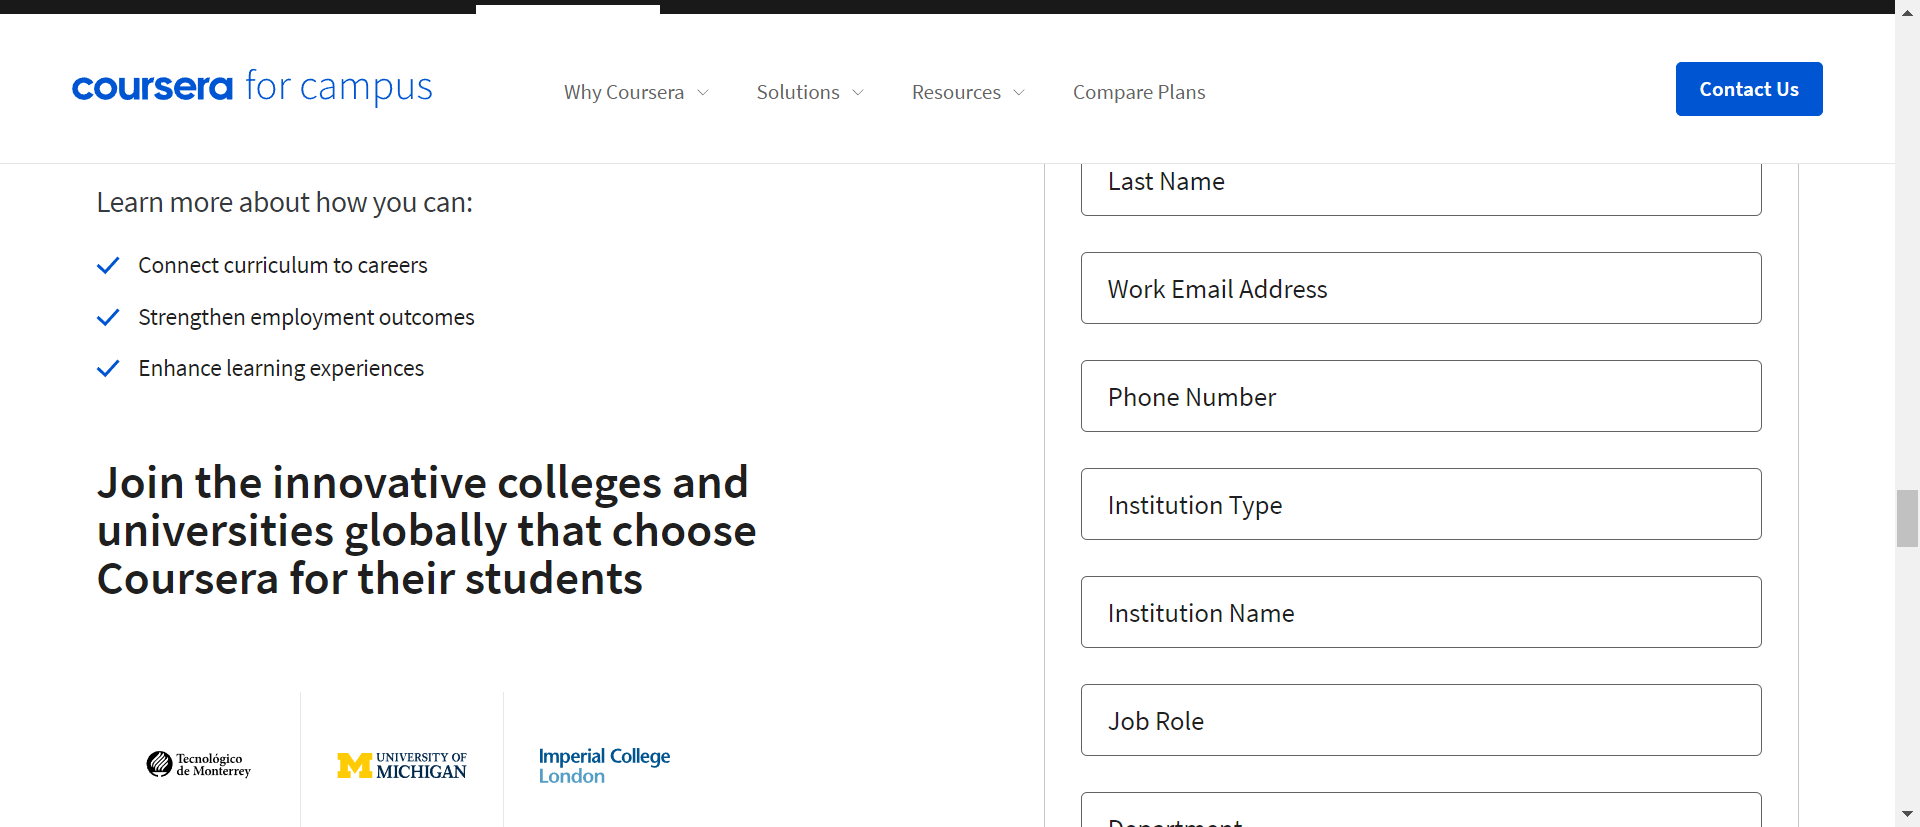 coursera for campus
Why Coursera
Solutions
Resources
Compare Plans
Contact Us
Learn more about how you can:
Connect curriculum to careers
Strengthen employment outcomes
Enhance learning experiences
Join the innovative colleges and
universities globally that choose
Coursera for their students
Tecnológico
de Monterrey
UNIVERSITY OF
MICHIGAN
Imperial College
London
Last Name
Work Email Address
Phone Number
Institution Type
Institution Name
Job Role
Department